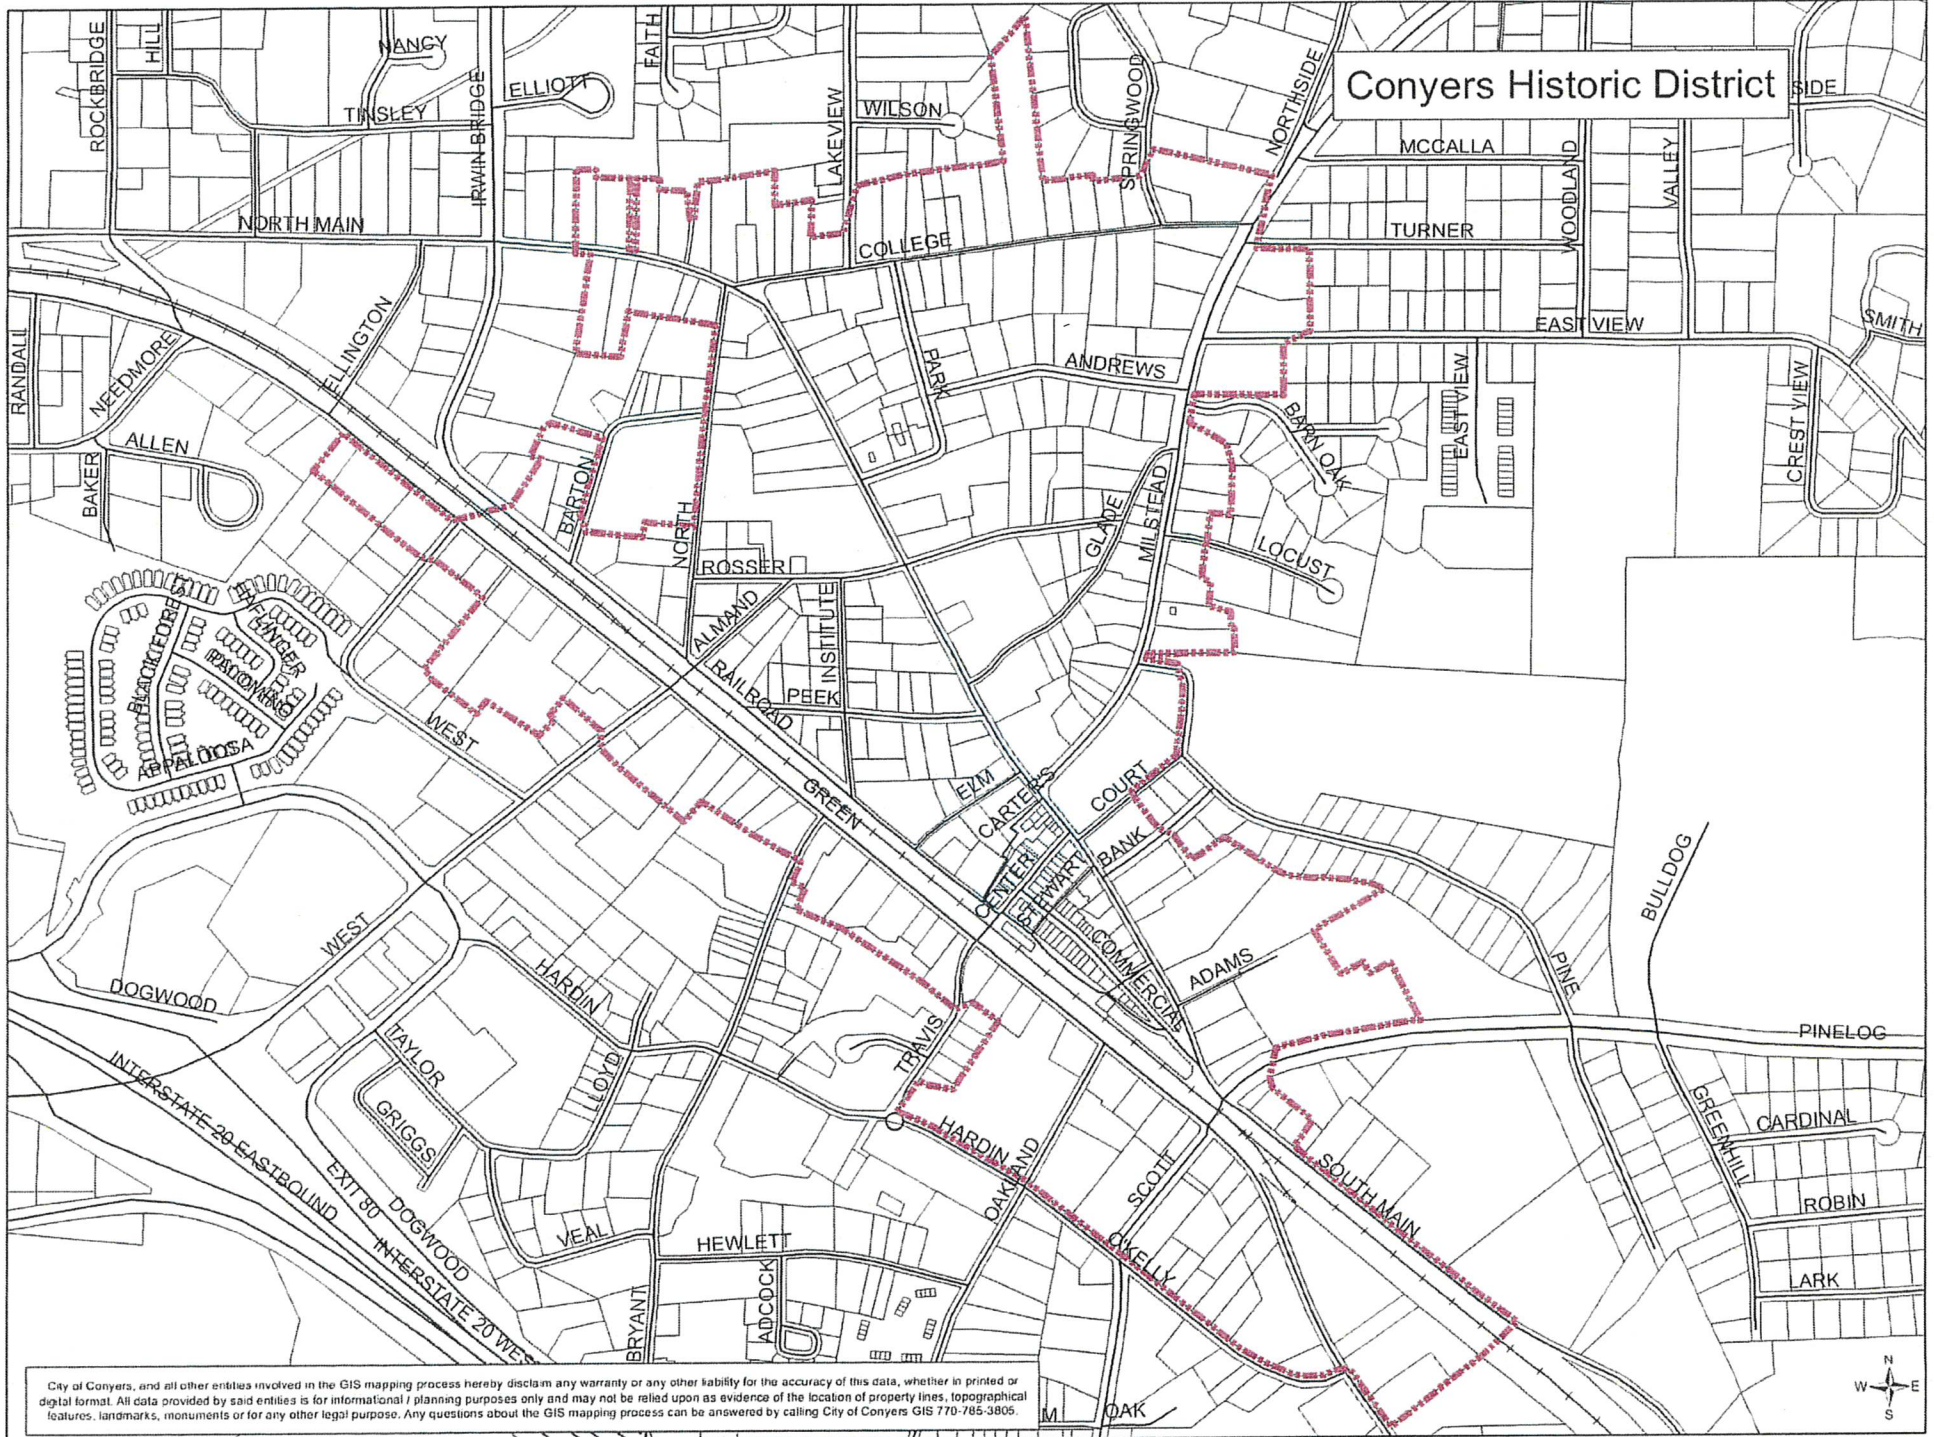 Conyers Historic District
ROCKBRIDGE
HILL
NANCY
TINSLEY
IRWIN BRIDGE
ELLIOTT
FAITH
LAKEVIEW
WILSON
SPRINGWOOD
NORTHSIDE
SIDE
MCCALLA
WOODLAND
VALLEY
NORTH MAIN
COLLEGE
TURNER
EAST VIEW
SMITH
RANDALL
NEEDMORE
ELLINGTON
PARK
ANDREWS
BARN OAK
EAST VIEW
CREST VIEW
ALLEN
BAKER
BARTON
NORTH
GLADE
MILSTEAD
LOCUST
ROSSER
ALMAND
INSTITUTE
RAILROAD
PEEK
PALOMINO
APPALOOSA
WEST
GREEN
ELM
CARTER'S
COURT
BANK
CENTER
STEWART
COMMERCIAL
ADAMS
BULLDOG
PINE
PINELOG
WEST
DOGWOOD
HARDIN
LLOYD
TAYLOR
GRIGGS
TRAVIS
HARDIN
OAKLAND
SCOTT
O'KELLY
SOUTH MAIN
GREENHILL
CARDINAL
ROBIN
LARK
INTERSTATE 20 EASTBOUND
EXIT 80
DOGWOOD
INTERSTATE 20 WES
VEAL
HEWLETT
ADCOCK
BRYANT
M
OAK
City of Conyers, and all other entities involved in the GIS mapping process hereby disclaim any warranty or any other liability for the accuracy of this data, whether in printed or
digital format. All data provided by said entities is for informational / planning purposes only and may not be relied upon as evidence of the location of property lines, topographical
features, landmarks, monuments or for any other legal purpose. Any questions about the GIS mapping process can be answered by calling City of Conyers GIS 770-785-3805.
N
W E
S